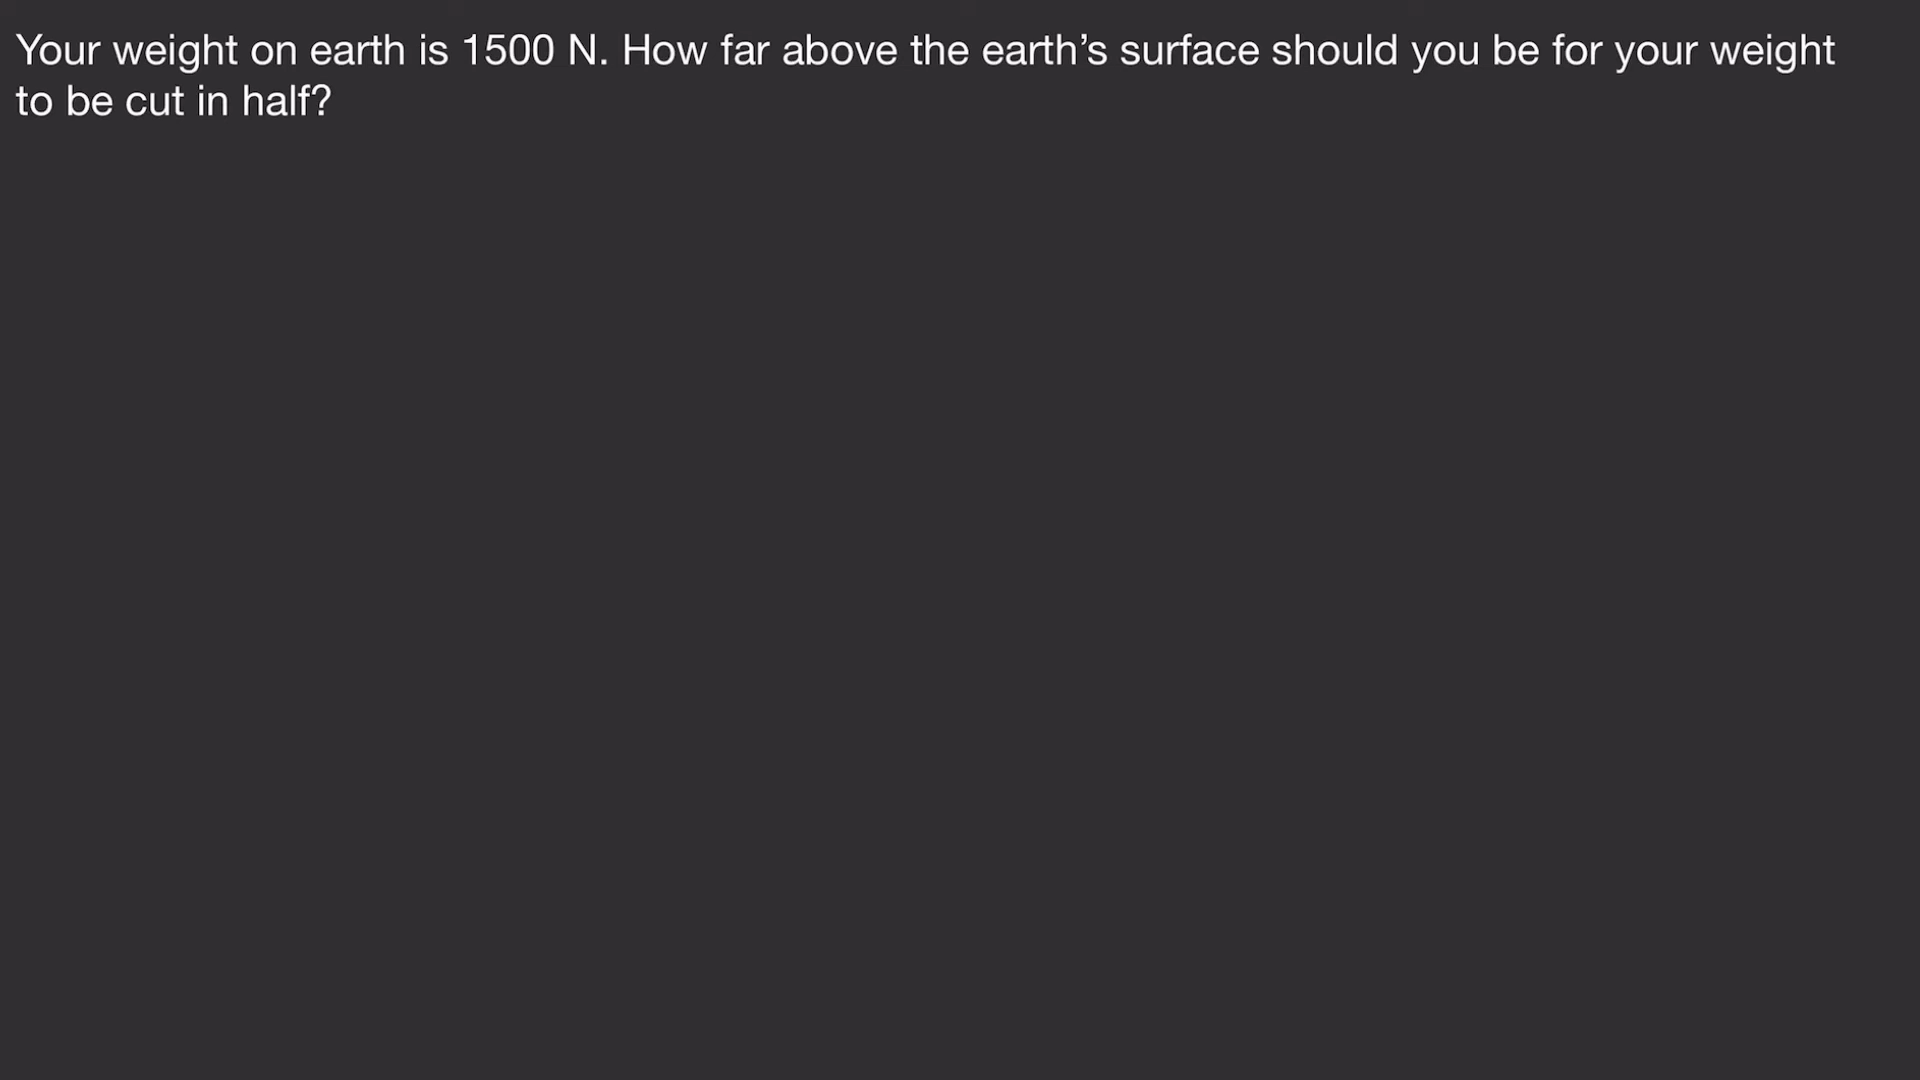 Your weight on earth is 1500 N. How far above the earth’s surface should you be for your weight
to be cut in half?